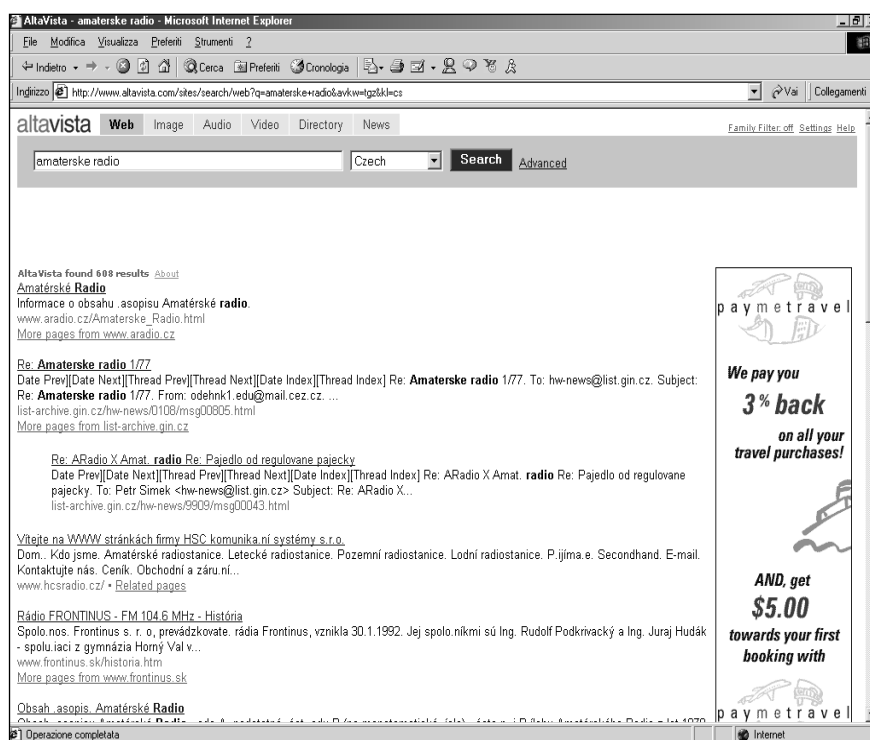 AltaVista - amaterske radio - Microsoft Internet Explorer
File Modifica Visualizza Preferiti Strumenti ?
Indietro Cerca Preferiti Cronologia
Indirizzo http://www.altavista.com/sites/search/web?q=amaterske+radio&avkw=tgz&kl=cs Vai Collegamenti
altavista Web Image Audio Video Directory News
Family Filter: off Settings Help
amaterske radio Czech Search Advanced
AltaVista found 608 results About
Amatérské Radio
Informace o obsahu .asopisu Amatérské radio.
www.aradio.cz/Amaterske_Radio.html
More pages from www.aradio.cz
Re: Amaterske radio 1/77
Date Prev][Date Next][Thread Prev][Thread Next][Date Index][Thread Index] Re: Amaterske radio 1/77. To: hw-news@list.gin.cz. Subject:
Re: Amaterske radio 1/77. From: odehnk1.edu@mail.cez.cz. ...
list-archive.gin.cz/hw-news/0108/msg00805.html
More pages from list-archive.gin.cz
Re: ARadio X Amat. radio Re: Pajedlo od regulovane pajecky
Date Prev][Date Next][Thread Prev][Thread Next][Date Index][Thread Index] Re: ARadio X Amat. radio Re: Pajedlo od regulovane
pajecky. To: Petr Simek <hw-news@list.gin.cz> Subject: Re: ARadio X...
list-archive.gin.cz/hw-news/9909/msg00043.html
Vítejte na WWW stránkách firmy HSC komunika.ní systémy s.r.o.
Dom.. Kdo jsme. Amatérské radiostanice. Letecké radiostanice. Pozemní radiostanice. Lodní radiostanice. P.ijíma.e. Secondhand. E-mail.
Kontaktujte nás. Ceník. Obchodní a záru.ní...
www.hcsradio.cz/ • Related pages
Rádio FRONTINUS - FM 104.6 MHz - História
Spolo.nos. Frontinus s. r. o, prevádzkovate. rádia Frontinus, vznikla 30.1.1992. Jej spolo.níkmi sú Ing. Rudolf Podkrivacký a Ing. Juraj Hudák
- spolu.iaci z gymnázia Horný Val v...
www.frontinus.sk/historia.htm
More pages from www.frontinus.sk
Obsah .asopis. Amatérské Radio
paymetravel
We pay you
3% back
on all your
travel purchases!
AND, get
$5.00
towards your first
booking with
paymetravel
Operazione completata Internet